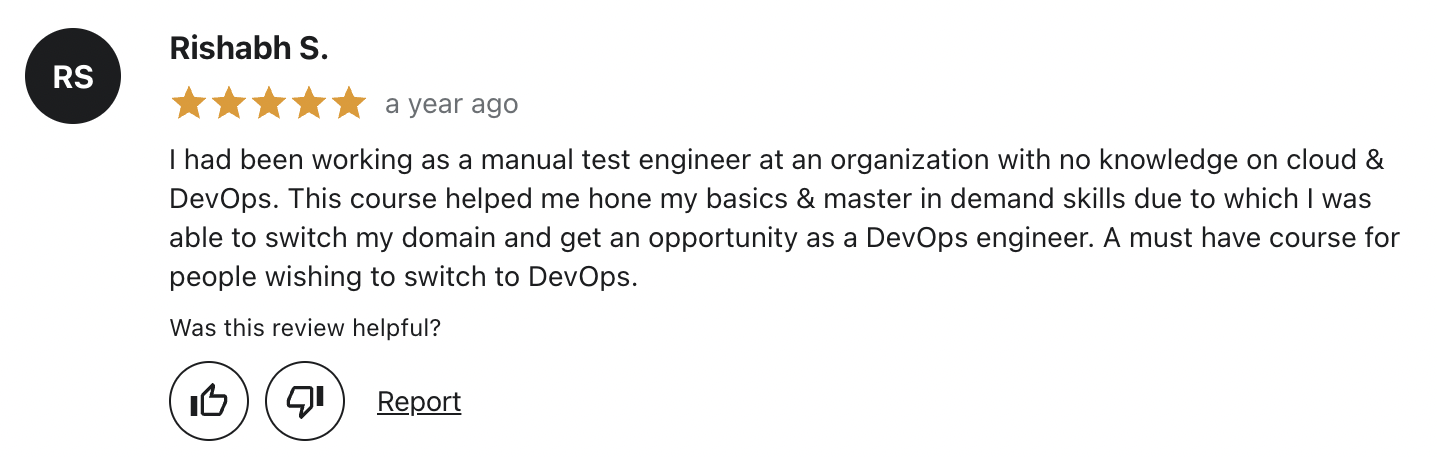 RS
Rishabh S.
a year ago
I had been working as a manual test engineer at an organization with no knowledge on cloud &
DevOps. This course helped me hone my basics & master in demand skills due to which I was
able to switch my domain and get an opportunity as a DevOps engineer. A must have course for
people wishing to switch to DevOps.
Was this review helpful?
Report